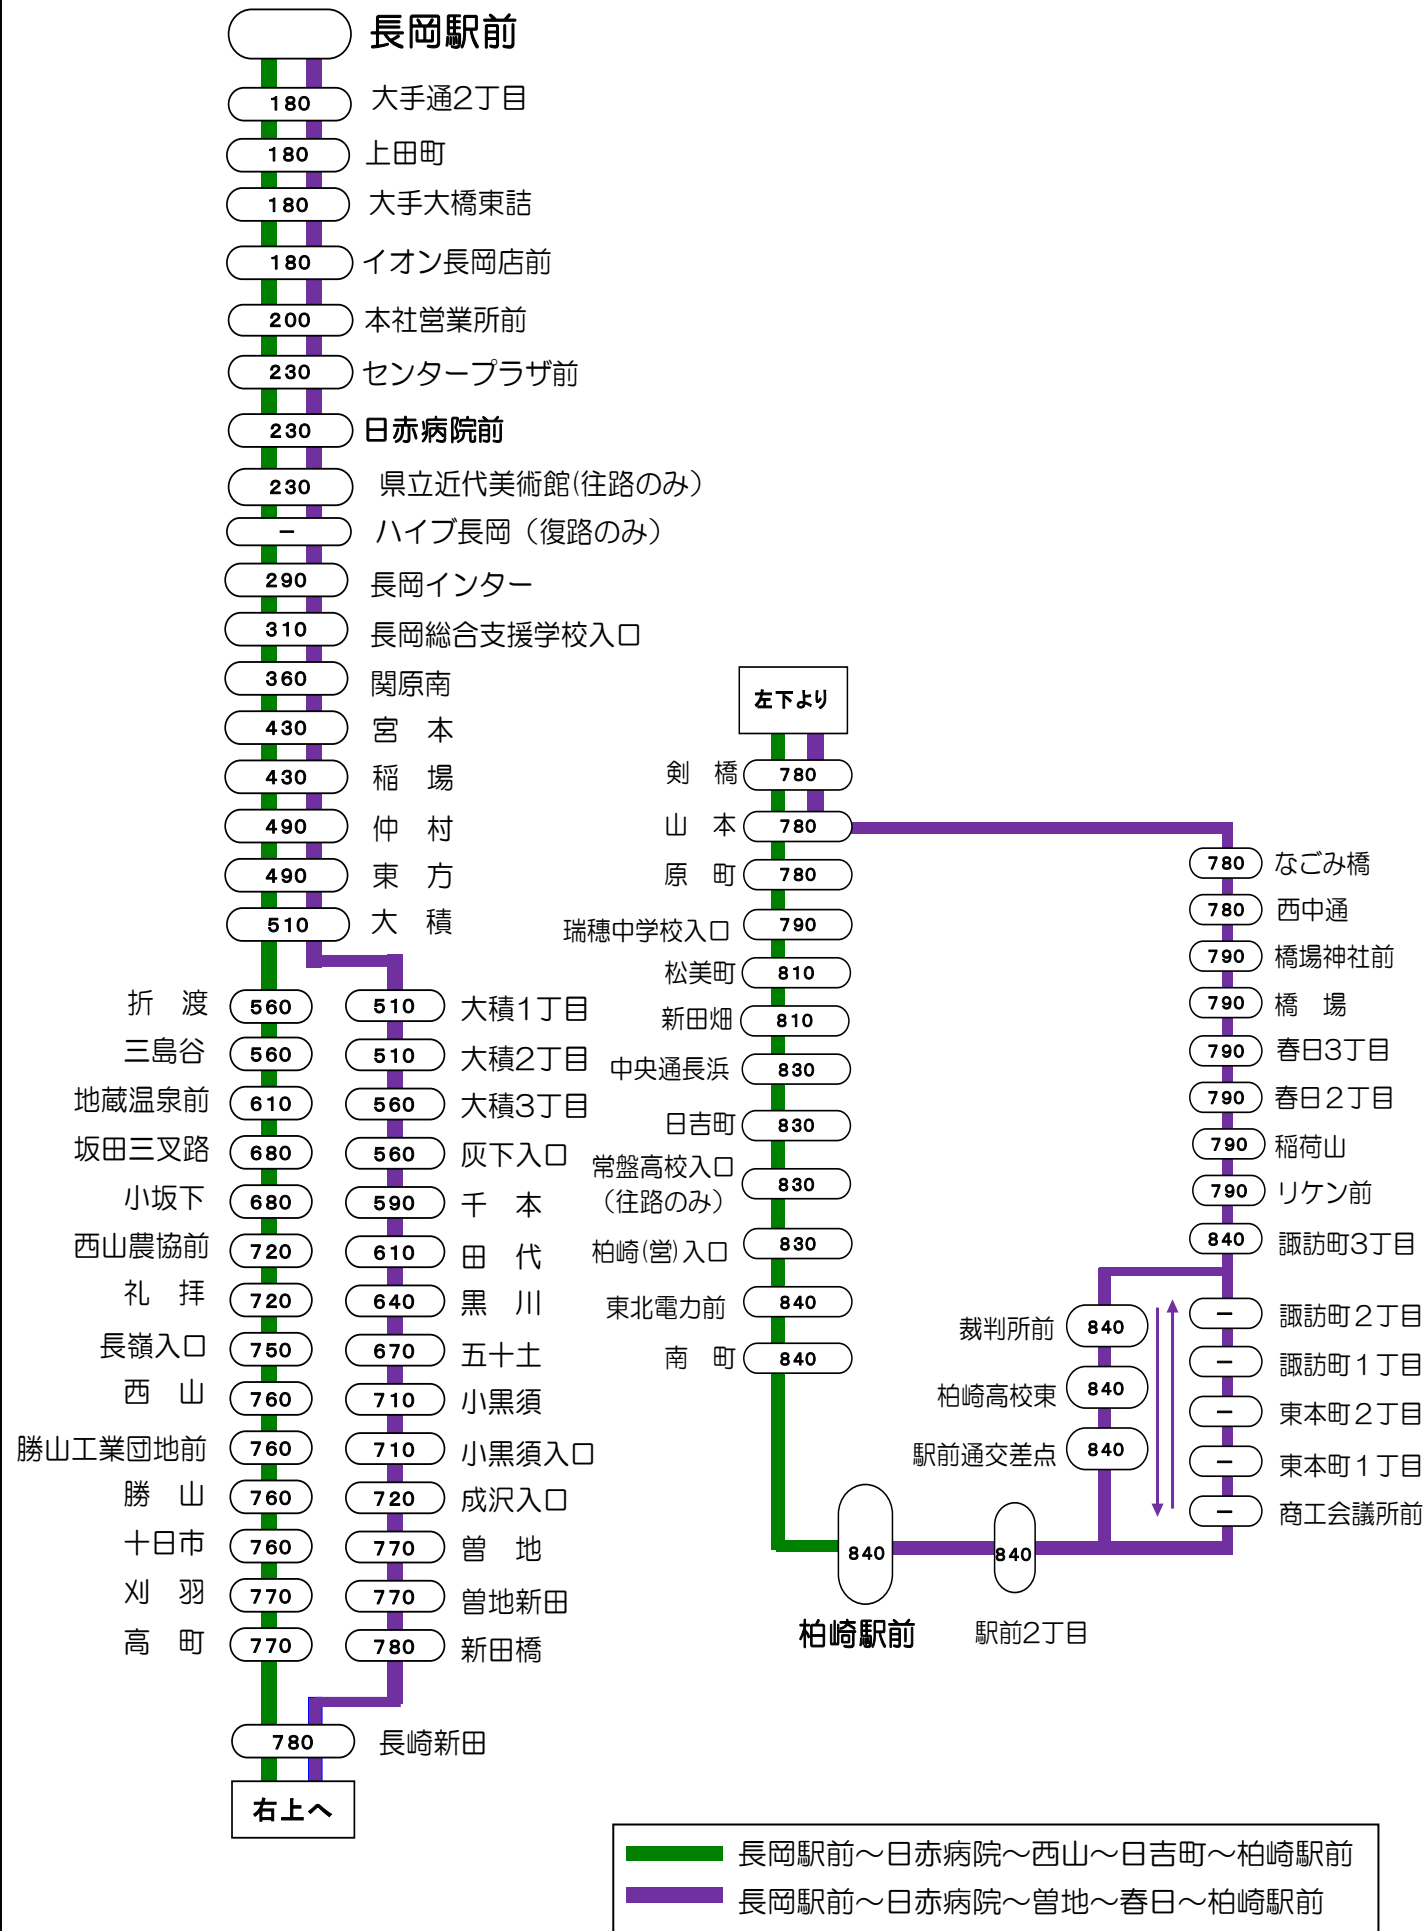 長岡駅前
180 大手通2丁目
180 上田町
180 大手大橋東詰
180 イオン長岡店前
200 本社営業所前
230 センタープラザ前
230 日赤病院前
230 県立近代美術館(往路のみ)
－ ハイブ長岡（復路のみ）
290 長岡インター
310 長岡総合支援学校入口
360 関原南
430 宮　本
430 稲　場
490 仲　村
490 東　方
510 大　積
折　渡 560
三島谷 560
地蔵温泉前 610
坂田三叉路 680
小坂下 680
西山農協前 720
礼　拝 720
長嶺入口 750
西　山 760
勝山工業団地前 760
勝　山 760
十日市 760
刈　羽 770
高　町 770
510 大積1丁目
510 大積2丁目
560 大積3丁目
560 灰下入口
590 千　本
610 田　代
640 黒　川
670 五十土
710 小黒須
710 小黒須入口
720 成沢入口
770 曽　地
770 曽地新田
780 新田橋
780 長崎新田
右上へ
左下より
剣　橋 780
山　本 780
原　町 780
瑞穂中学校入口 790
松美町 810
新田畑 810
中央通長浜 830
日吉町 830
常盤高校入口
（往路のみ） 830
柏崎(営)入口 830
東北電力前 840
南　町 840
780 なごみ橋
780 西中通
790 橋場神社前
790 橋　場
790 春日3丁目
790 春日２丁目
790 稲荷山
790 リケン前
840 諏訪町3丁目
裁判所前 840
柏崎高校東 840
駅前通交差点 840
－ 諏訪町２丁目
－ 諏訪町１丁目
－ 東本町２丁目
－ 東本町１丁目
－ 商工会議所前
840 840
柏崎駅前 駅前2丁目
長岡駅前～日赤病院～西山～日吉町～柏崎駅前
長岡駅前～日赤病院～曽地～春日～柏崎駅前